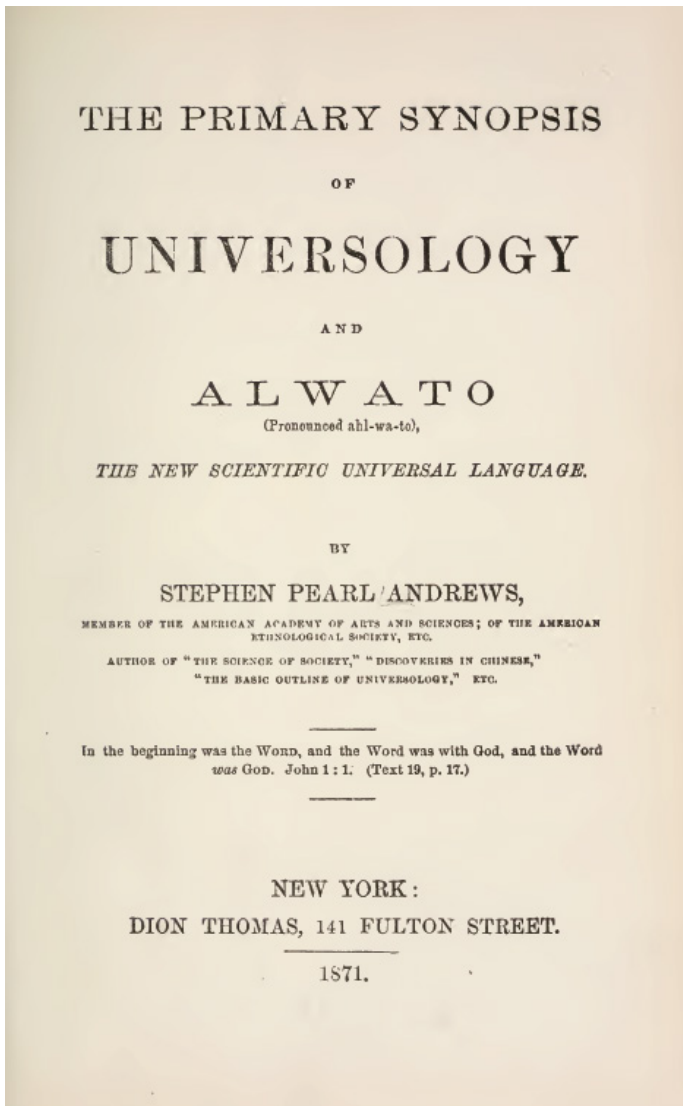 THE PRIMARY SYNOPSIS
OF
UNIVERSOLOGY
AND
ALWATO
(Pronounced ahl-wa-to),
THE NEW SCIENTIFIC UNIVERSAL LANGUAGE.
BY
STEPHEN PEARL ANDREWS,
MEMBER OF THE AMERICAN ACADEMY OF ARTS AND SCIENCES; OF THE AMERICAN
ETHNOLOGICAL SOCIETY, ETC.
AUTHOR OF "THE SCIENCE OF SOCIETY," "DISCOVERIES IN CHINESE,"
"THE BASIC OUTLINE OF UNIVERSOLOGY," ETC.
In the beginning was the WORD, and the Word was with God, and the Word
was GOD. John 1 : 1. (Text 19, p. 17.)
NEW YORK :
DION THOMAS, 141 FULTON STREET.
1871.